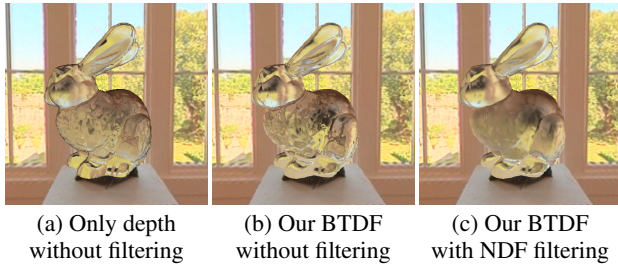 (a) Only depth
without filtering
(b) Our BTDF
without filtering
(c) Our BTDF
with NDF filtering